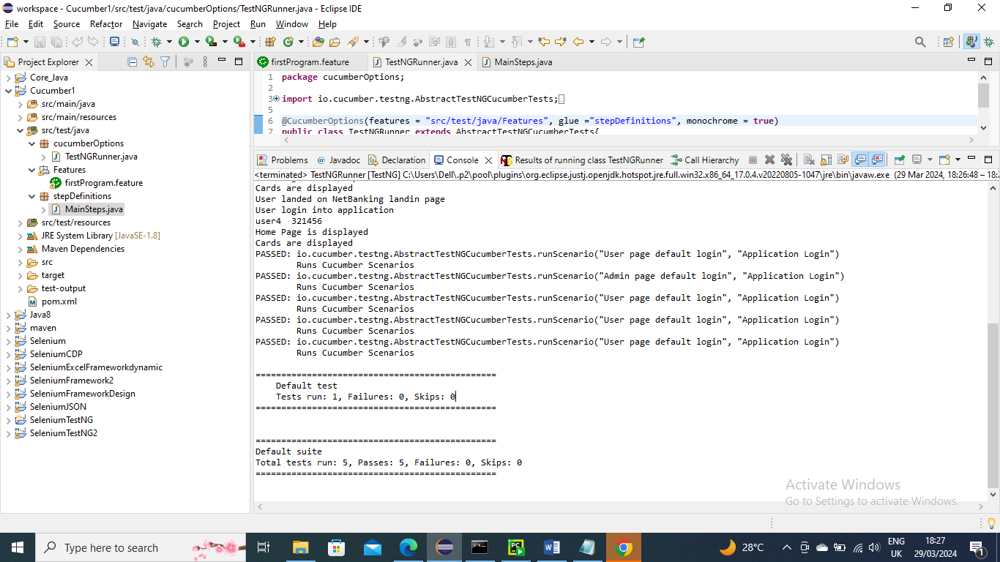 workspace - Cucumber1/src/test/java/cucumberOptions/TestNGRunner.java - Eclipse IDE
File Edit Source Refactor Navigate Search Project Run Window Help
Project Explorer
Core_Java
Cucumber1
src/main/java
src/main/resources
src/test/java
cucumberOptions
TestNGRunner.java
Features
firstProgram.feature
stepDefinitions
MainSteps.java
src/test/resources
JRE System Library [JavaSE-1.8]
Maven Dependencies
src
target
test-output
pom.xml
Java8
maven
Selenium
SeleniumCDP
SeleniumExcelFrameworkdynamic
SeleniumFramework2
SeleniumFrameworkDesign
SeleniumJSON
SeleniumTestNG
SeleniumTestNG2
firstProgram.feature TestNGRunner.java MainSteps.java
1 package cucumberOptions;
2
3 import io.cucumber.testng.AbstractTestNGCucumberTests;
5
6 @CucumberOptions(features = "src/test/java/Features", glue ="stepDefinitions", monochrome = true)
7 public class TestNGRunner extends AbstractTestNGCucumberTests{
Problems Javadoc Declaration Console Results of running class TestNGRunner Call Hierarchy
<terminated> TestNGRunner [TestNG] C:\Users\Dell\.p2\pool\plugins\org.eclipse.justj.openjdk.hotspot.jre.full.win32.x86_64_17.0.4.v20220805-1047\jre\bin\javaw.exe (29 Mar 2024, 18:26:48 – 18:2
Cards are displayed
User landed on NetBanking landin page
User login into application
user4  321456
Home Page is displayed
Cards are displayed
PASSED: io.cucumber.testng.AbstractTestNGCucumberTests.runScenario("User page default login", "Application Login")
Runs Cucumber Scenarios
PASSED: io.cucumber.testng.AbstractTestNGCucumberTests.runScenario("Admin page default login", "Application Login")
Runs Cucumber Scenarios
PASSED: io.cucumber.testng.AbstractTestNGCucumberTests.runScenario("User page default login", "Application Login")
Runs Cucumber Scenarios
PASSED: io.cucumber.testng.AbstractTestNGCucumberTests.runScenario("User page default login", "Application Login")
Runs Cucumber Scenarios
PASSED: io.cucumber.testng.AbstractTestNGCucumberTests.runScenario("User page default login", "Application Login")
Runs Cucumber Scenarios
===============================================
Default test
Tests run: 1, Failures: 0, Skips: 0
===============================================
===============================================
Default suite
Total tests run: 5, Passes: 5, Failures: 0, Skips: 0
===============================================
Activate Windows
Go to Settings to activate Windows.
Type here to search
28°C
ENG
UK
18:27
29/03/2024
1